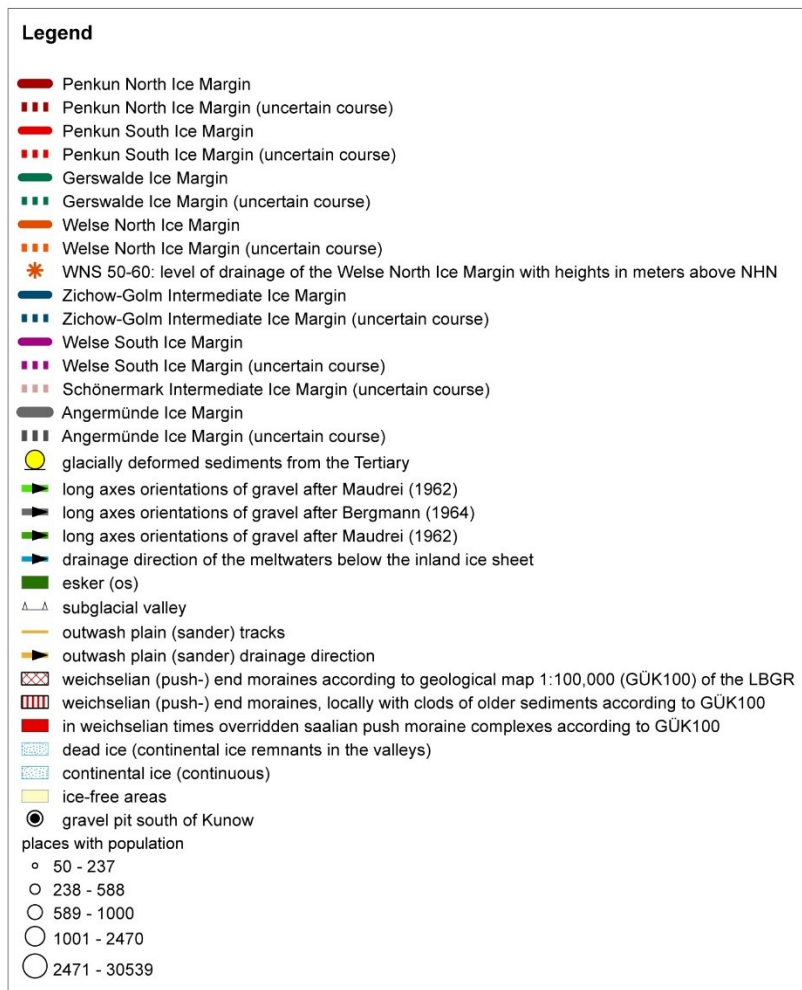 Legend
Penkun North Ice Margin
Penkun North Ice Margin (uncertain course)
Penkun South Ice Margin
Penkun South Ice Margin (uncertain course)
Gerswalde Ice Margin
Gerswalde Ice Margin (uncertain course)
Welse North Ice Margin
Welse North Ice Margin (uncertain course)
WNS 50-60: level of drainage of the Welse North Ice Margin with heights in meters above NHN
Zichow-Golm Intermediate Ice Margin
Zichow-Golm Intermediate Ice Margin (uncertain course)
Welse South Ice Margin
Welse South Ice Margin (uncertain course)
Schönermark Intermediate Ice Margin (uncertain course)
Angermünde Ice Margin
Angermünde Ice Margin (uncertain course)
glacially deformed sediments from the Tertiary
long axes orientations of gravel after Maudrei (1962)
long axes orientations of gravel after Bergmann (1964)
long axes orientations of gravel after Maudrei (1962)
drainage direction of the meltwaters below the inland ice sheet
esker (os)
subglacial valley
outwash plain (sander) tracks
outwash plain (sander) drainage direction
weichselian (push-) end moraines according to geological map 1:100,000 (GÜK100) of the LBGR
weichselian (push-) end moraines, locally with clods of older sediments according to GÜK100
in weichselian times overridden saalian push moraine complexes according to GÜK100
dead ice (continental ice remnants in the valleys)
continental ice (continuous)
ice-free areas
gravel pit south of Kunow
places with population
50 - 237
238 - 588
589 - 1000
1001 - 2470
2471 - 30539